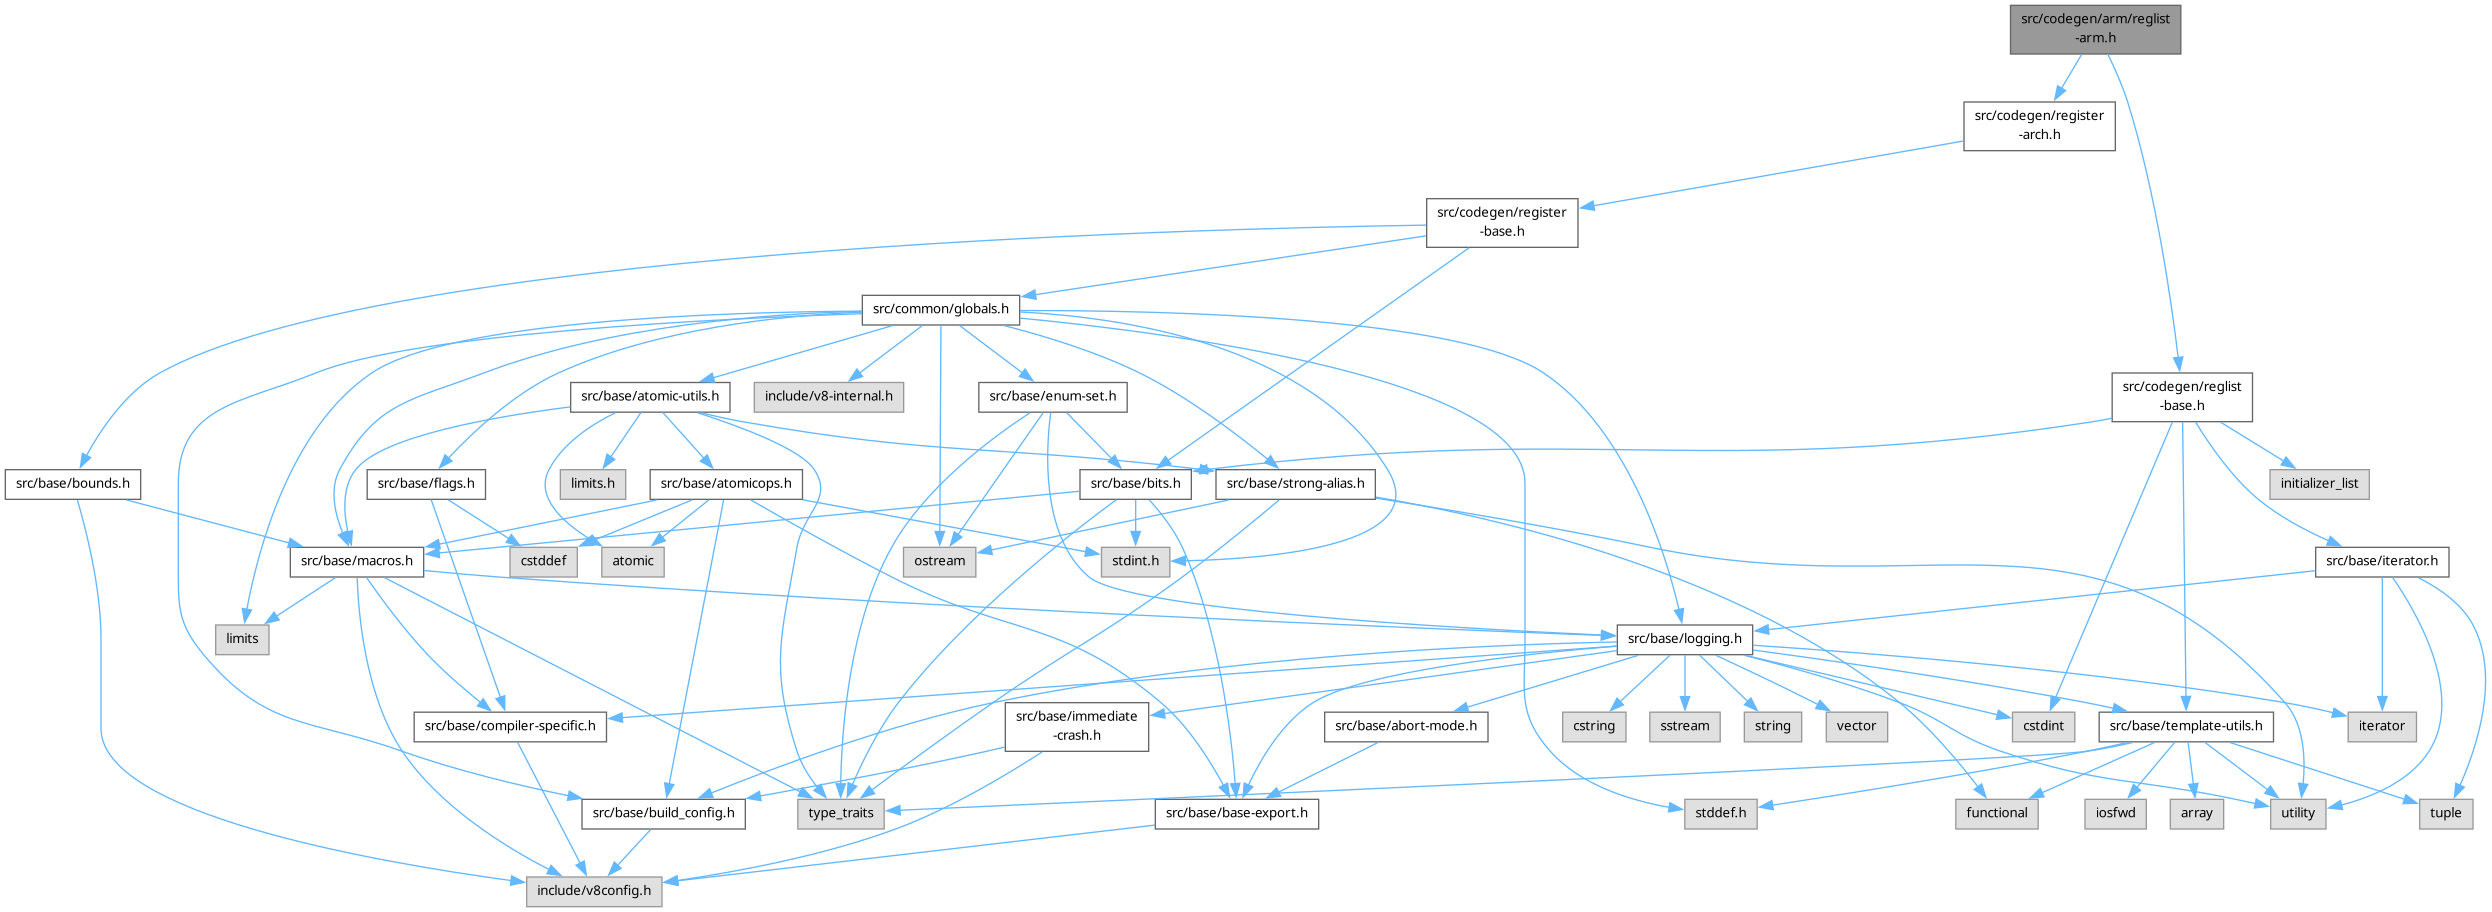 src/codegen/arm/reglist
-arm.h
src/codegen/register
-arch.h
src/codegen/register
-base.h
src/common/globals.h
src/base/atomic-utils.h
include/v8-internal.h
src/base/enum-set.h
src/codegen/reglist
-base.h
src/base/bounds.h
src/base/flags.h
limits.h
src/base/atomicops.h
src/base/bits.h
src/base/strong-alias.h
initializer_list
src/base/macros.h
cstddef
atomic
ostream
stdint.h
src/base/iterator.h
limits
src/base/logging.h
src/base/compiler-specific.h
src/base/immediate
-crash.h
src/base/abort-mode.h
cstring
sstream
string
vector
cstdint
src/base/template-utils.h
iterator
src/base/build_config.h
type_traits
src/base/base-export.h
stddef.h
functional
iosfwd
array
utility
tuple
include/v8config.h